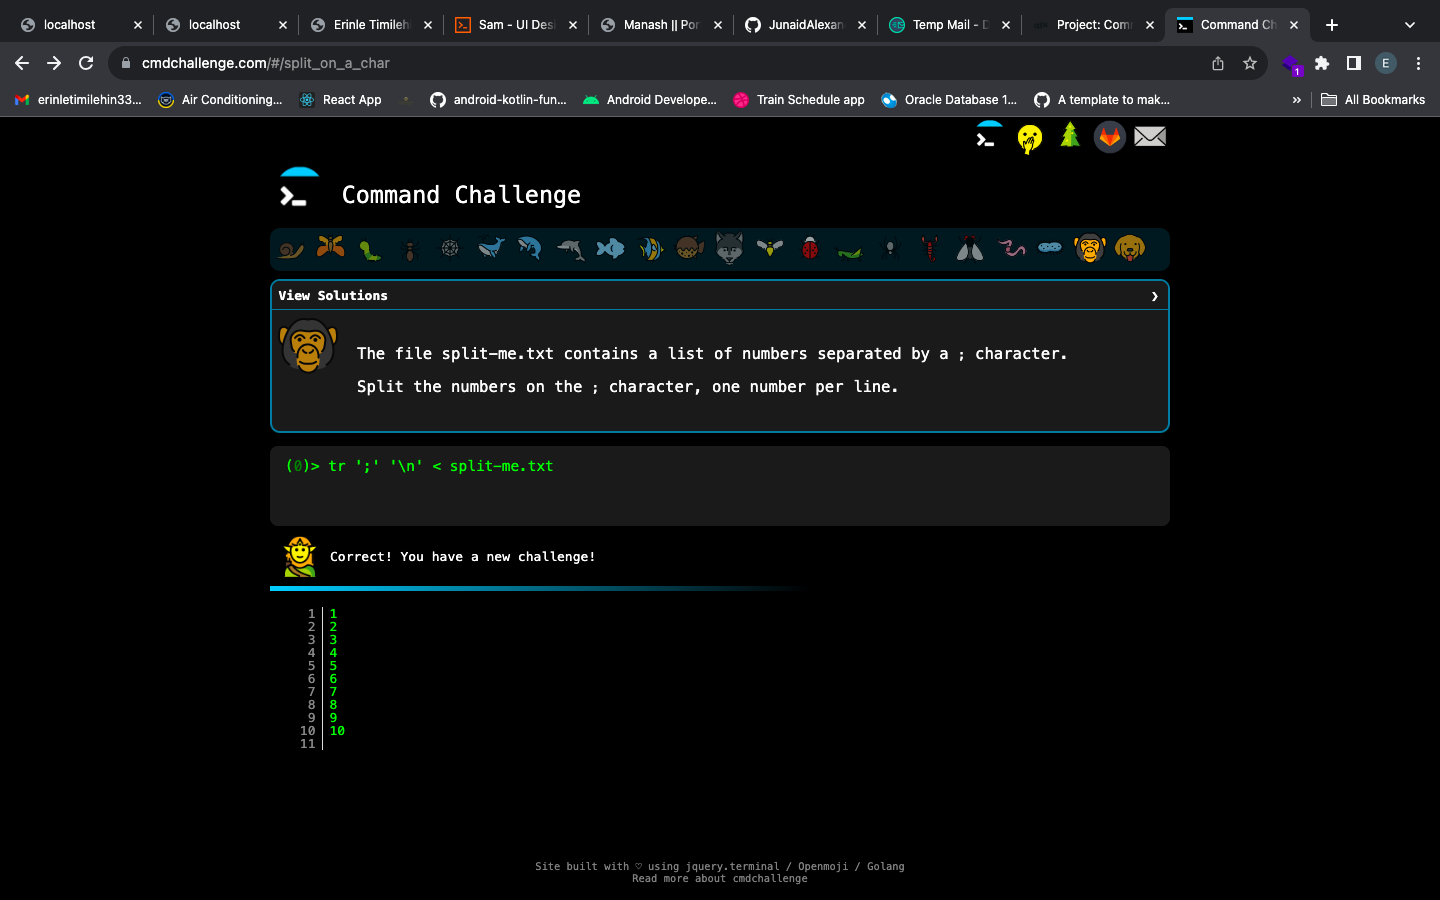 localhost
localhost
Erinle Timileh
Sam - UI Desi
Manash || Por
JunaidAlexan
Temp Mail - D
Project: Com
Command Ch
cmdchallenge.com/#/split_on_a_char
1
E
erinletimilehin33...
Air Conditioning...
React App
android-kotlin-fun...
Android Develope...
Train Schedule app
Oracle Database 1...
A template to mak...
»
All Bookmarks
Command Challenge
View Solutions
The file split-me.txt contains a list of numbers separated by a ; character.
Split the numbers on the ; character, one number per line.
(0)> tr ';' '\n' < split-me.txt
Correct! You have a new challenge!
1 1
2 2
3 3
4 4
5 5
6 6
7 7
8 8
9 9
10 10
11
Site built with ♡ using jquery.terminal / Openmoji / Golang
Read more about cmdchallenge